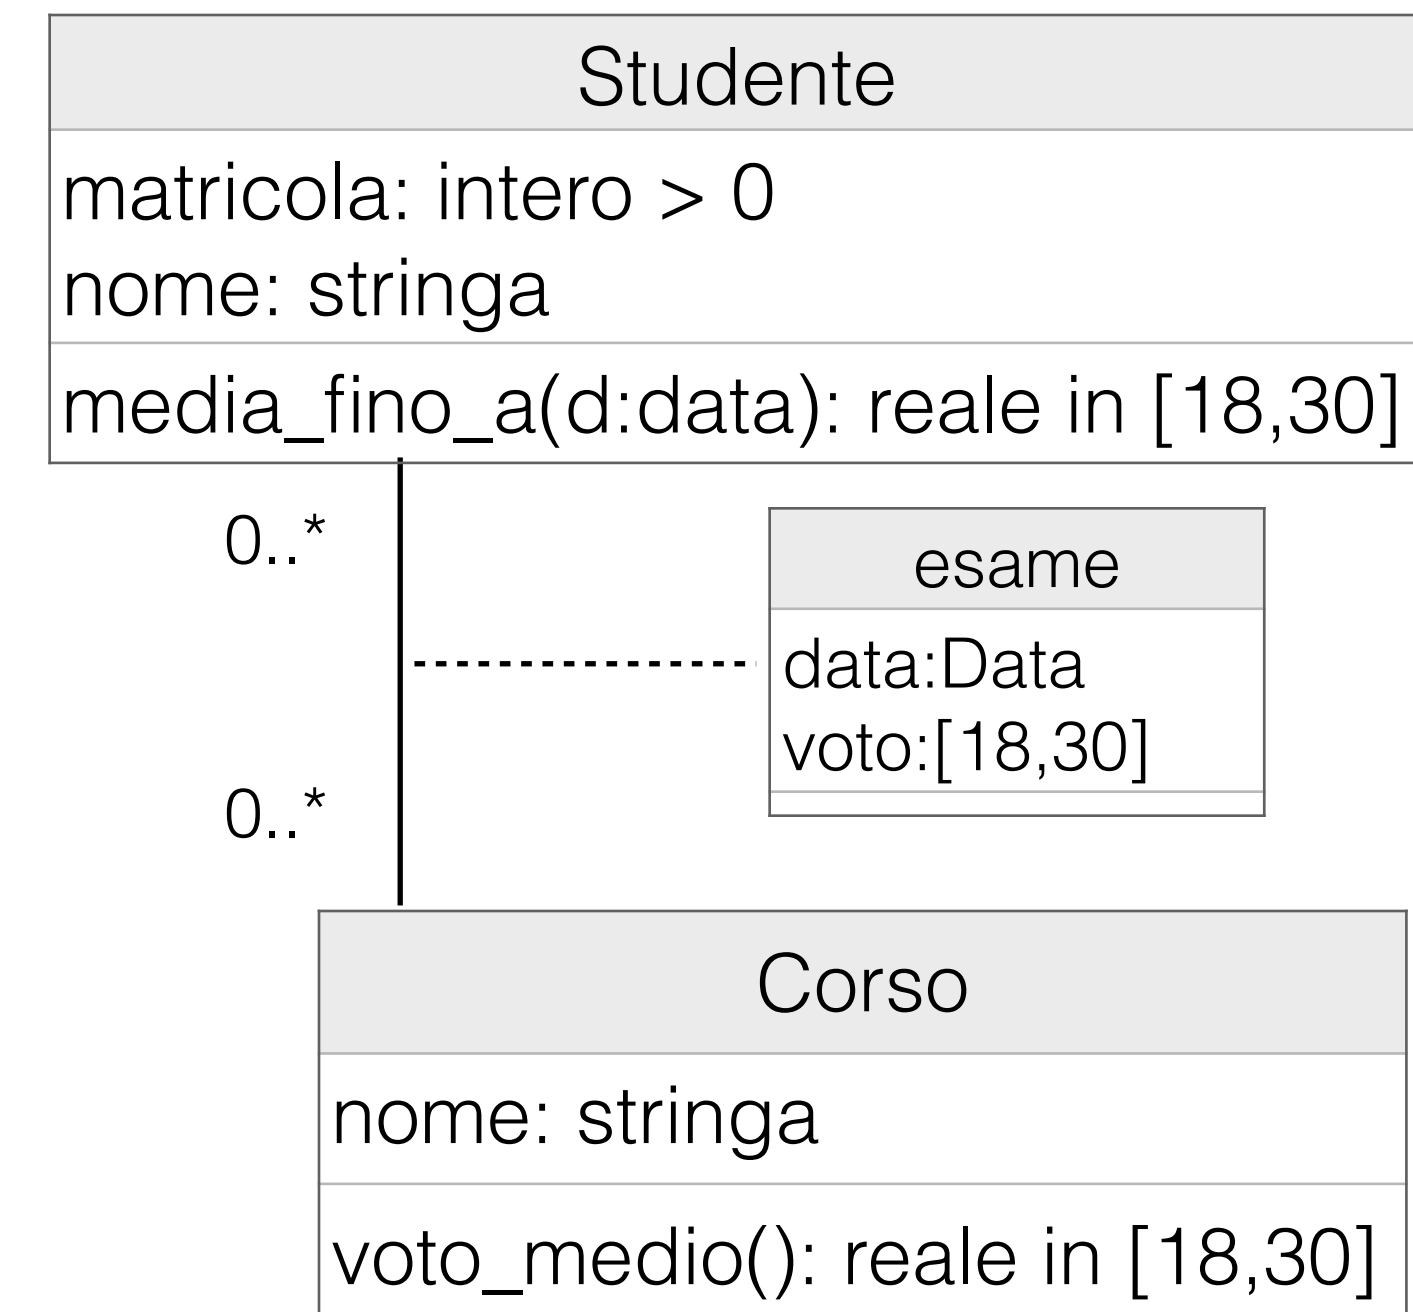 Studente
matricola: intero > 0
nome: stringa
media_fino_a(d:data): reale in [18,30]
0..*
esame
data:Data
voto:[18,30]
0..*
Corso
nome: stringa
voto_medio(): reale in [18,30]